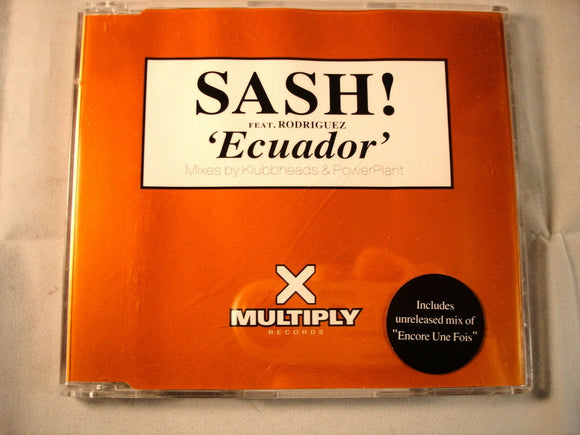 SASH!
FEAT. RODRIGUEZ
'Ecuador'
Mixes by Klubbheads & PowerPlant
X
MULTIPLY
RECORDS
Includes
unreleased mix of
"Encore Une Fois"